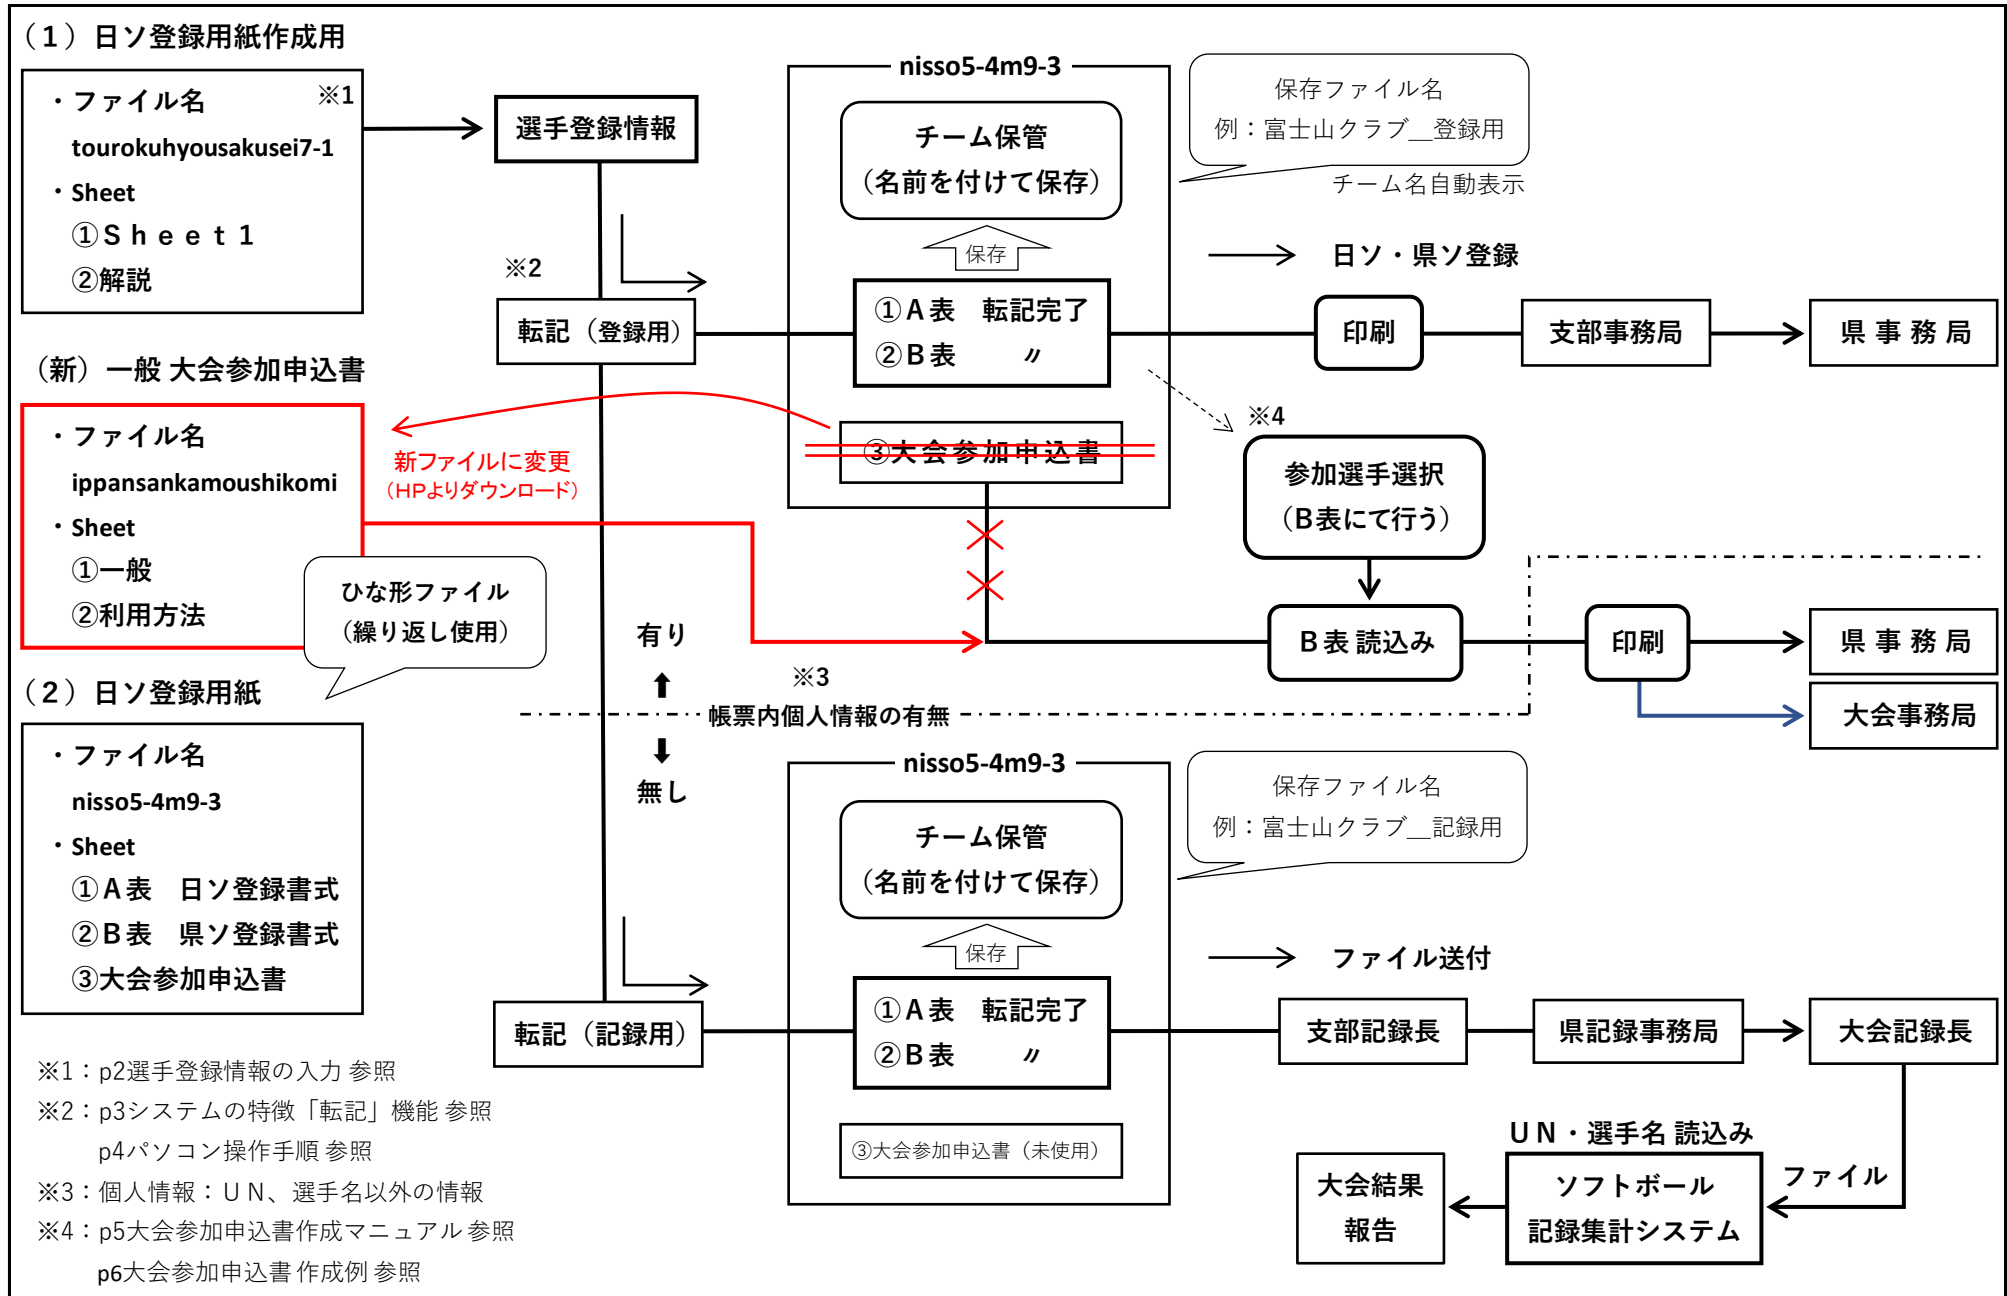 （１）日ソ登録用紙作成用
・ファイル名　※1
tourokuhyousakusei7-1
・Sheet
①Ｓｈｅｅｔ１
②解説
選手登録情報
※2
転記（登録用）
nisso5-4m9-3
チーム保管
（名前を付けて保存）
保存
①Ａ表　転記完了
②Ｂ表　〃
③大会参加申込書
保存ファイル名
例：富士山クラブ__登録用
チーム名自動表示
日ソ・県ソ登録
印刷
支部事務局
県 事 務 局
（新）一般 大会参加申込書
・ファイル名
ippansankamoushikomi
・Sheet
①一般
②利用方法
新ファイルに変更
（HPよりダウンロード）
ひな形ファイル
（繰り返し使用）
※4
参加選手選択
（Ｂ表にて行う）
Ｂ表 読込み
印刷
県 事 務 局
大会事務局
有り
※3
帳票内個人情報の有無
無し
（２）日ソ登録用紙
・ファイル名
nisso5-4m9-3
・Sheet
①Ａ表　日ソ登録書式
②Ｂ表　県ソ登録書式
③大会参加申込書
転記（記録用）
nisso5-4m9-3
チーム保管
（名前を付けて保存）
保存
①Ａ表　転記完了
②Ｂ表　〃
③大会参加申込書（未使用）
保存ファイル名
例：富士山クラブ__記録用
ファイル送付
支部記録長
県記録事務局
大会記録長
ファイル
ＵＮ・選手名 読込み
ソフトボール
記録集計システム
大会結果
報告
※1：p2選手登録情報の入力 参照
※2：p3システムの特徴「転記」機能 参照
p4パソコン操作手順 参照
※3：個人情報：ＵＮ、選手名以外の情報
※4：p5大会参加申込書作成マニュアル 参照
p6大会参加申込書 作成例 参照